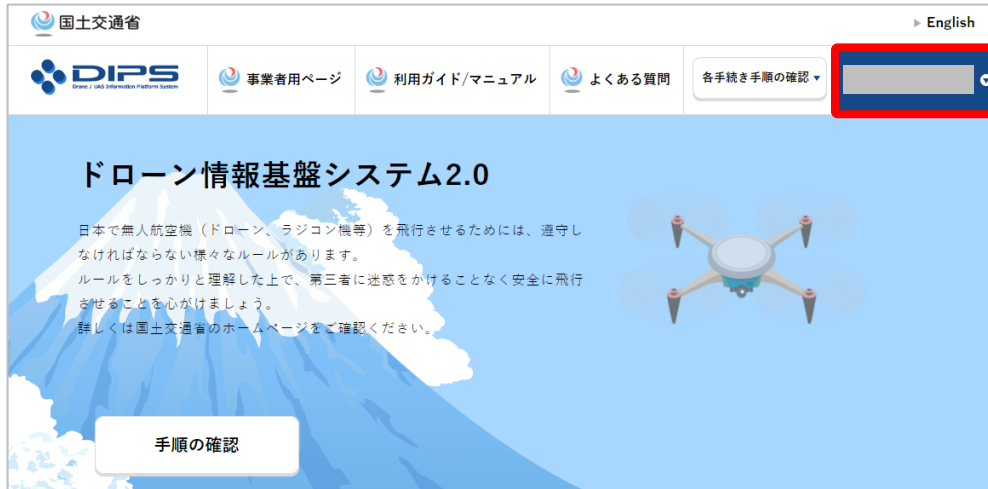 国土交通省
▶ English
DIPS
Drone / UAS Information Platform System
事業者用ページ
利用ガイド/マニュアル
よくある質問
各手続き手順の確認 ▾
ドローン情報基盤システム2.0
日本で無人航空機（ドローン、ラジコン機等）を飛行させるためには、遵守し
なければならない様々なルールがあります。
ルールをしっかりと理解した上で、第三者に迷惑をかけることなく安全に飛行
させることを心がけましょう。
詳しくは国土交通省のホームページをご確認ください。
手順の確認